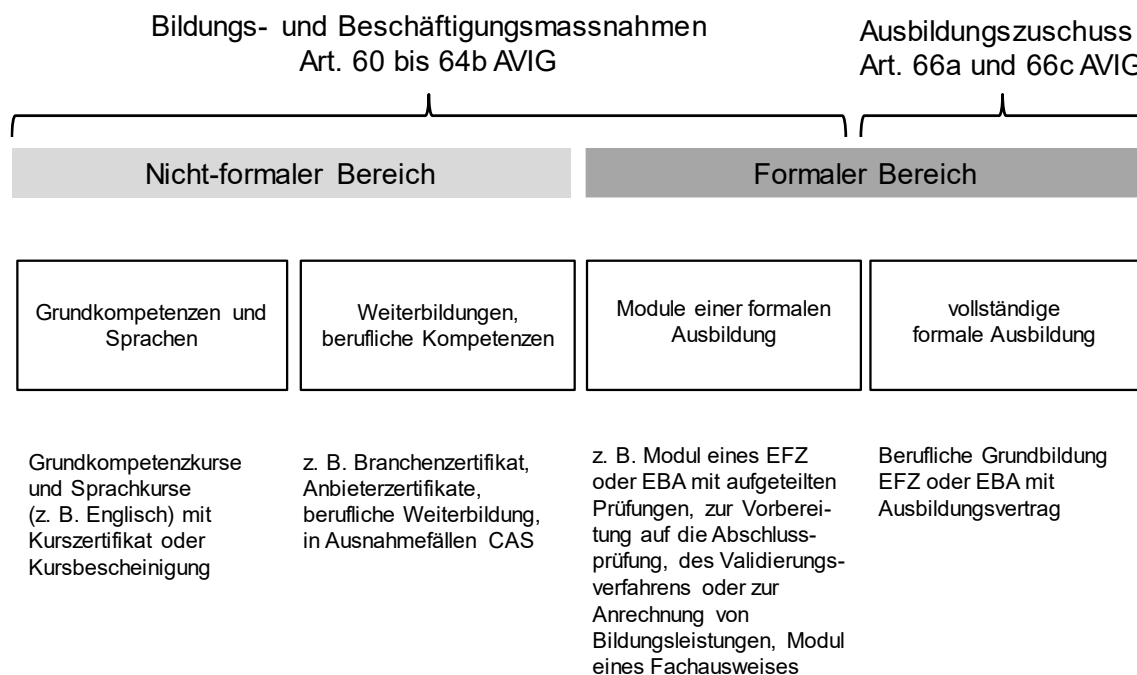 Bildungs- und Beschäftigungsmassnahmen
Art. 60 bis 64b AVIG
Ausbildungszuschuss
Art. 66a und 66c AVIG
Nicht-formaler Bereich
Formaler Bereich
Grundkompetenzen und
Sprachen
Weiterbildungen,
berufliche Kompetenzen
Module einer formalen
Ausbildung
vollständige
formale Ausbildung
Grundkompetenzkurse
und Sprachkurse
(z. B. Englisch) mit
Kurszertifikat oder
Kursbescheinigung
z. B. Branchenzertifikat,
Anbieterzertifikate,
berufliche Weiterbildung,
in Ausnahmefällen CAS
z. B. Modul eines EFZ
oder EBA mit aufgeteilten
Prüfungen, zur Vorberei-
tung auf die Abschluss-
prüfung, des Validierungs-
verfahrens oder zur
Anrechnung von
Bildungsleistungen, Modul
eines Fachausweises
Berufliche Grundbildung
EFZ oder EBA mit
Ausbildungsvertrag